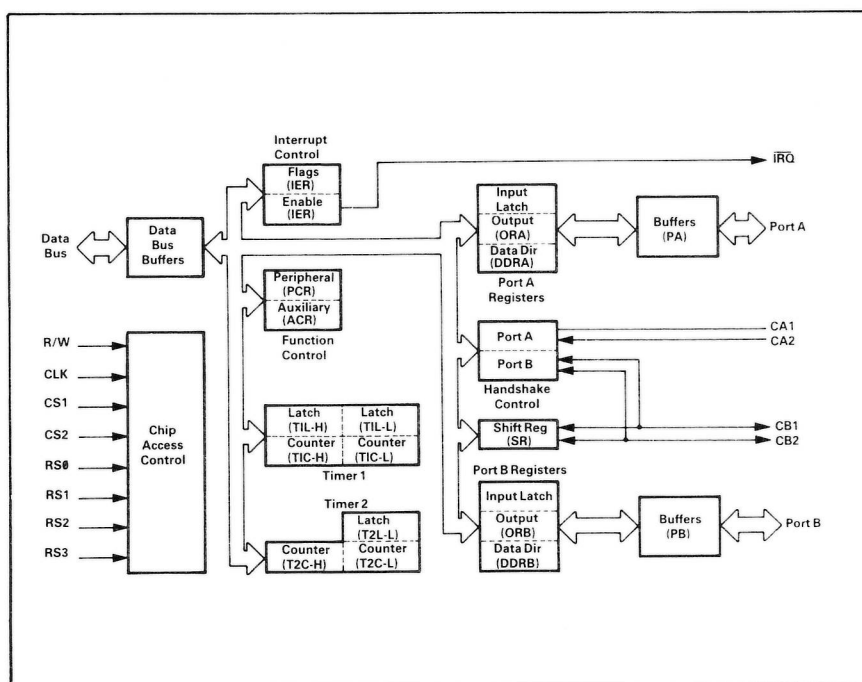 Interrupt
Control
Flags
(IER)
Enable
(IER)
IRQ
Data
Bus
Data
Bus
Buffers
Input
Latch
Output
(ORA)
Data Dir
(DDRA)
Port A
Registers
Buffers
(PA)
Port A
Peripheral
(PCR)
Auxiliary
(ACR)
Function
Control
R/W
CLK
CS1
CS2
RS0
RS1
RS2
RS3
Chip
Access
Control
Port A
Port B
Handshake
Control
CA1
CA2
Latch
(TIL-H)
Latch
(TIL-L)
Counter
(TIC-H)
Counter
(TIC-L)
Timer 1
Shift Reg
(SR)
CB1
CB2
Timer 2
Latch
(T2L-L)
Counter
(T2C-H)
Counter
(T2C-L)
Port B Registers
Input Latch
Output
(ORB)
Data Dir
(DDRB)
Buffers
(PB)
Port B